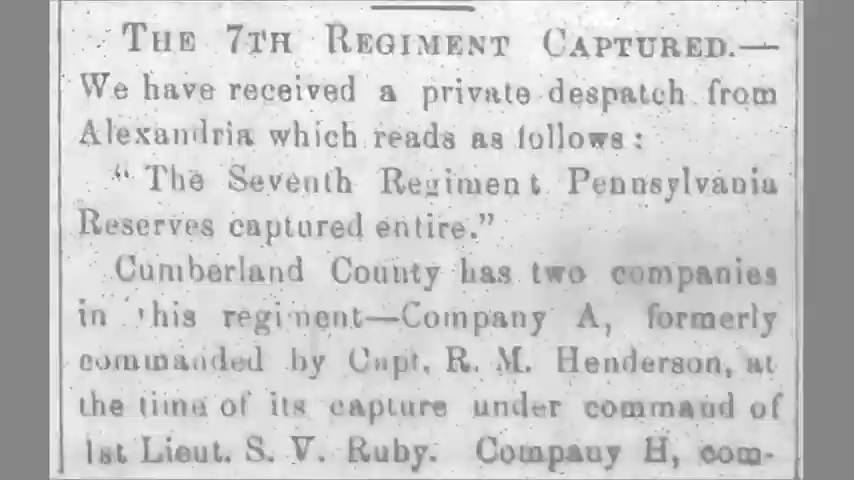 THE 7TH REGIMENT CAPTURED.—
We have received a private despatch from
Alexandria which reads as follows:
"The Seventh Regiment Pennsylvania
Reserves captured entire."
Cumberland County has two companies
in this regiment—Company A, formerly
commanded by Capt. R. M. Henderson, at
the time of its capture under command of
1st Lieut. S. V. Ruby. Company H, com-